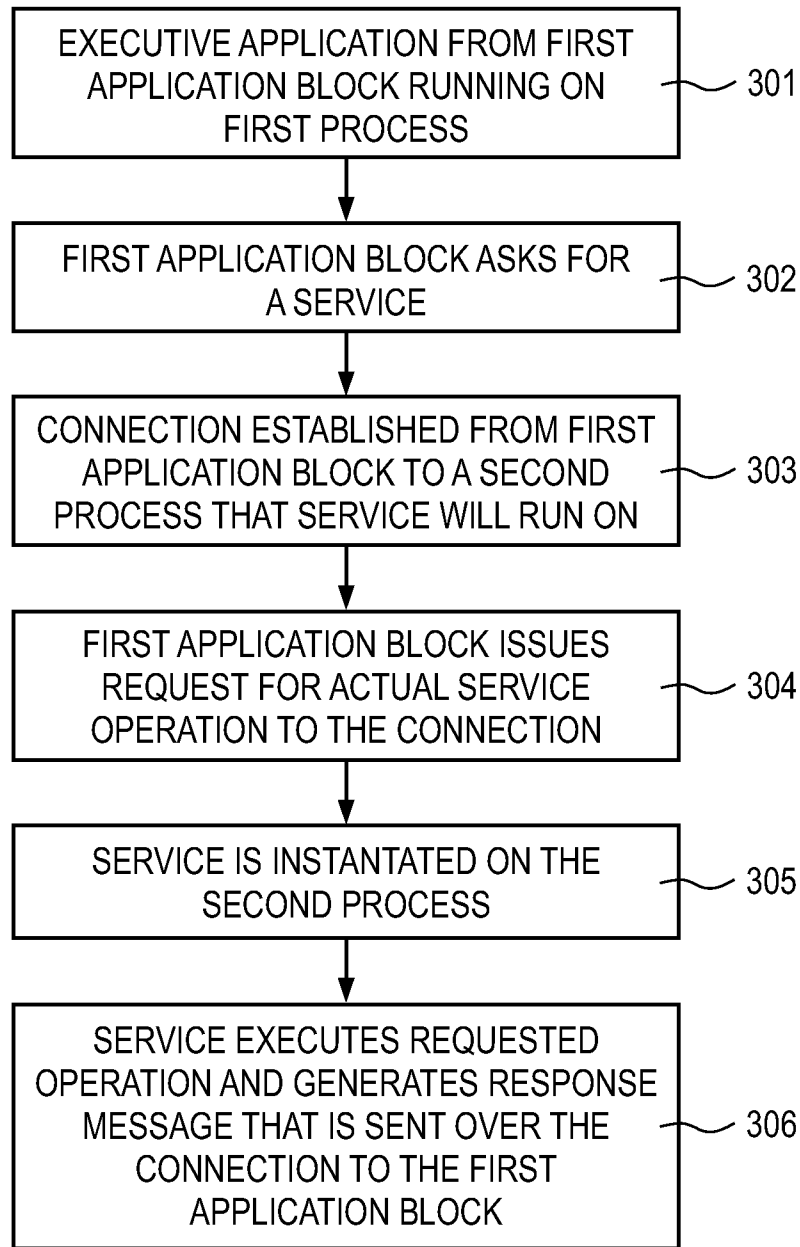 EXECUTIVE APPLICATION FROM FIRST
APPLICATION BLOCK RUNNING ON
FIRST PROCESS
301
FIRST APPLICATION BLOCK ASKS FOR
A SERVICE
302
CONNECTION ESTABLISHED FROM FIRST
APPLICATION BLOCK TO A SECOND
PROCESS THAT SERVICE WILL RUN ON
303
FIRST APPLICATION BLOCK ISSUES
REQUEST FOR ACTUAL SERVICE
OPERATION TO THE CONNECTION
304
SERVICE IS INSTANTATED ON THE
SECOND PROCESS
305
SERVICE EXECUTES REQUESTED
OPERATION AND GENERATES RESPONSE
MESSAGE THAT IS SENT OVER THE
CONNECTION TO THE FIRST
APPLICATION BLOCK
306